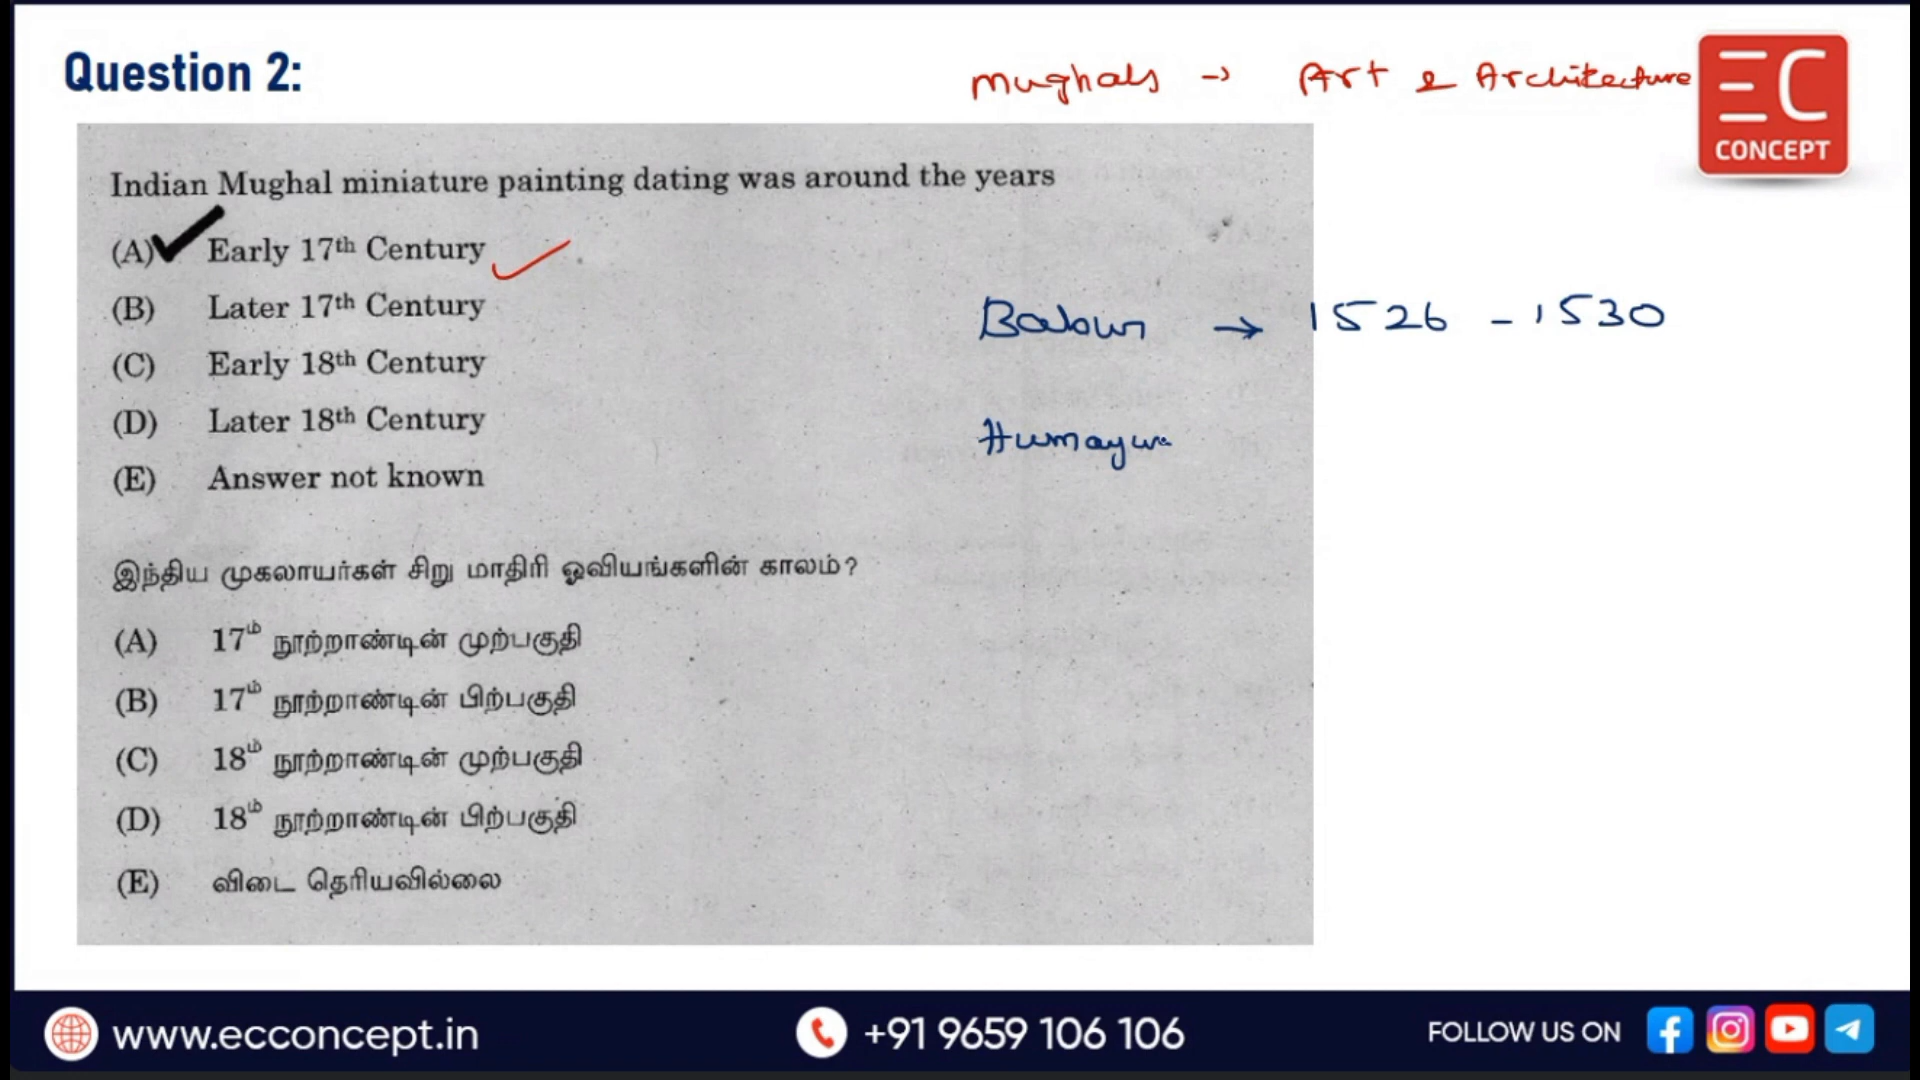 Question 2:
Mughals → Art & Architecture
EC
CONCEPT
Indian Mughal miniature painting dating was around the years
(A) Early 17th Century
(B) Later 17th Century
(C) Early 18th Century
(D) Later 18th Century
(E) Answer not known
Babur → 1526 - 1530
Humayun
இந்திய முகலாயர்கள் சிறு மாதிரி ஓவியங்களின் காலம்?
(A) 17ம் நூற்றாண்டின் முற்பகுதி
(B) 17ம் நூற்றாண்டின் பிற்பகுதி
(C) 18ம் நூற்றாண்டின் முற்பகுதி
(D) 18ம் நூற்றாண்டின் பிற்பகுதி
(E) விடை தெரியவில்லை
www.ecconcept.in
+91 9659 106 106
FOLLOW US ON